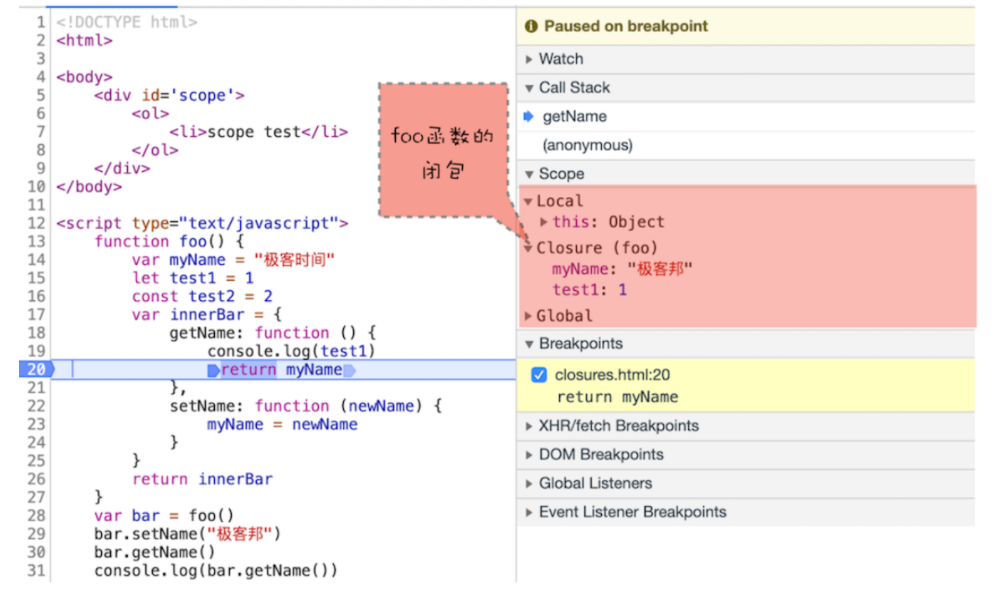 1 <!DOCTYPE html>
2 <html>
3
4 <body>
5 <div id='scope'>
6 <ol>
7 <li>scope test</li>
8 </ol>
9 </div>
10 </body>
11
12 <script type="text/javascript">
13 function foo() {
14 var myName = "极客时间"
15 let test1 = 1
16 const test2 = 2
17 var innerBar = {
18 getName: function () {
19 console.log(test1)
20 return myName
21 },
22 setName: function (newName) {
23 myName = newName
24 }
25 }
26 return innerBar
27 }
28 var bar = foo()
29 bar.setName("极客邦")
30 bar.getName()
31 console.log(bar.getName())
foo函数的
闭包
Paused on breakpoint
Watch
Call Stack
getName
(anonymous)
Scope
Local
this: Object
Closure (foo)
myName: "极客邦"
test1: 1
Global
Breakpoints
closures.html:20
return myName
XHR/fetch Breakpoints
DOM Breakpoints
Global Listeners
Event Listener Breakpoints